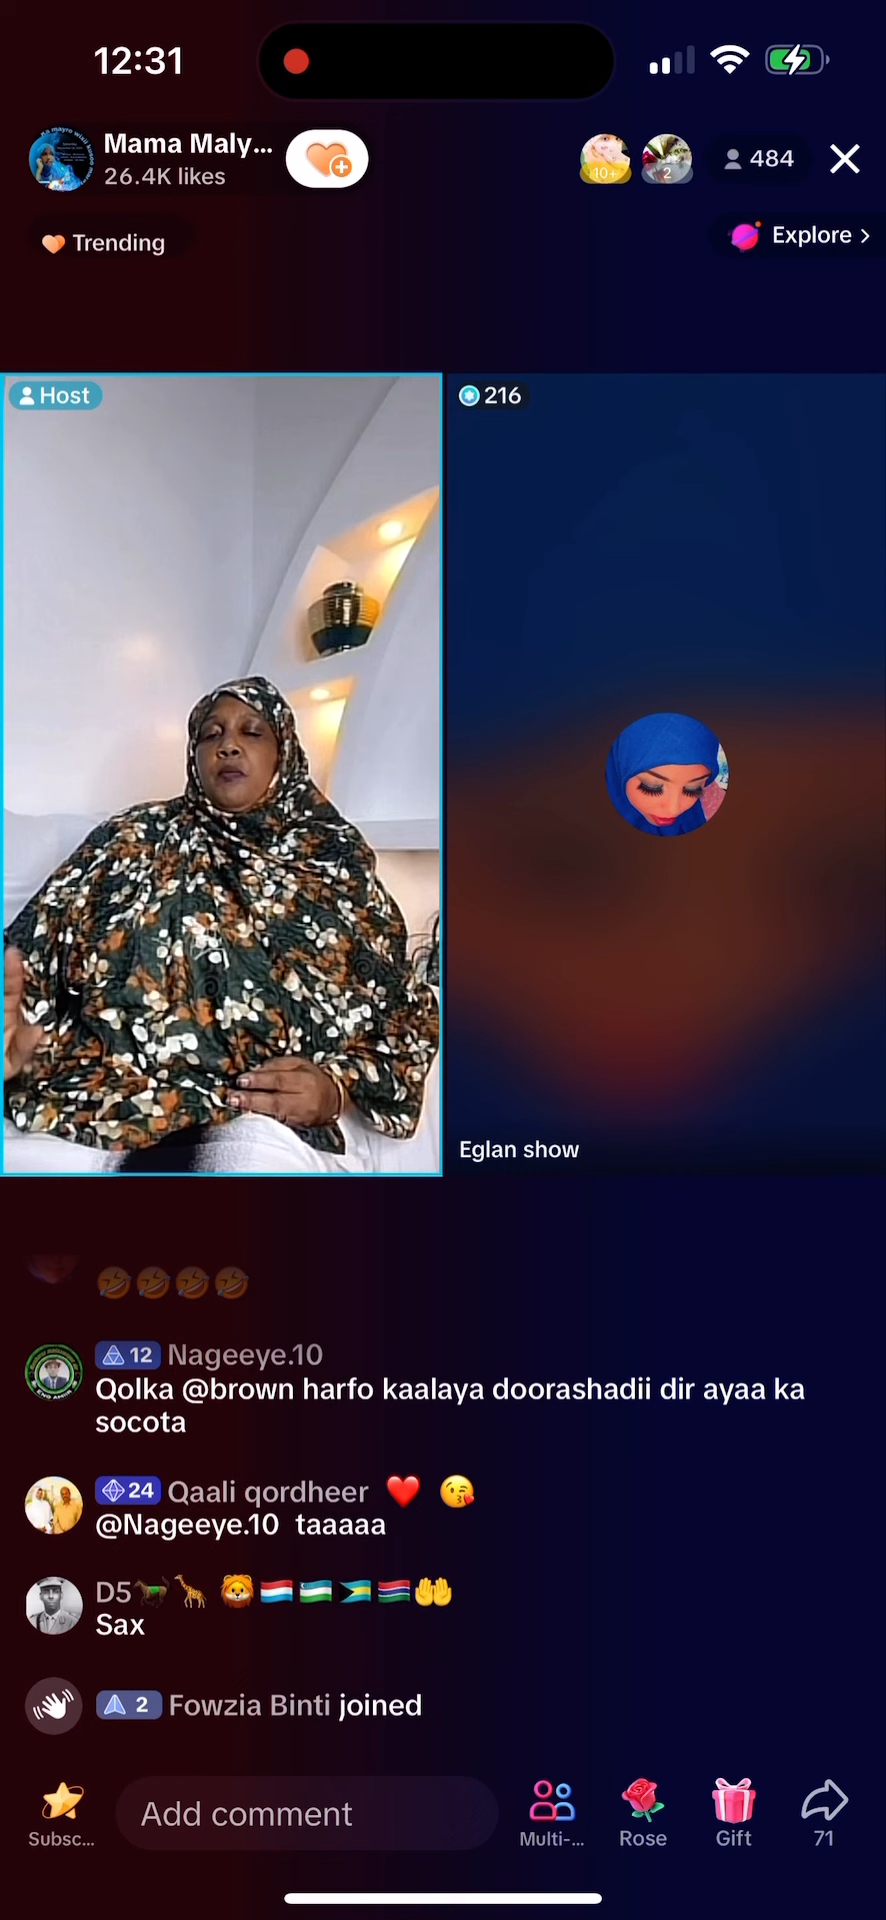 12:31
Mama Maly...
26.4K likes
10+
2
484
Trending
Explore >
Host
216
Eglan show
12 Nageeye.10
Qolka @brown harfo kaalaya doorashadii dir ayaa ka
socota
24 Qaali qordheer ❤️ 😘
@Nageeye.10 taaaaa
D5
Sax
2 Fowzia Binti joined
Subsc...
Add comment
Multi-...
Rose
Gift
71